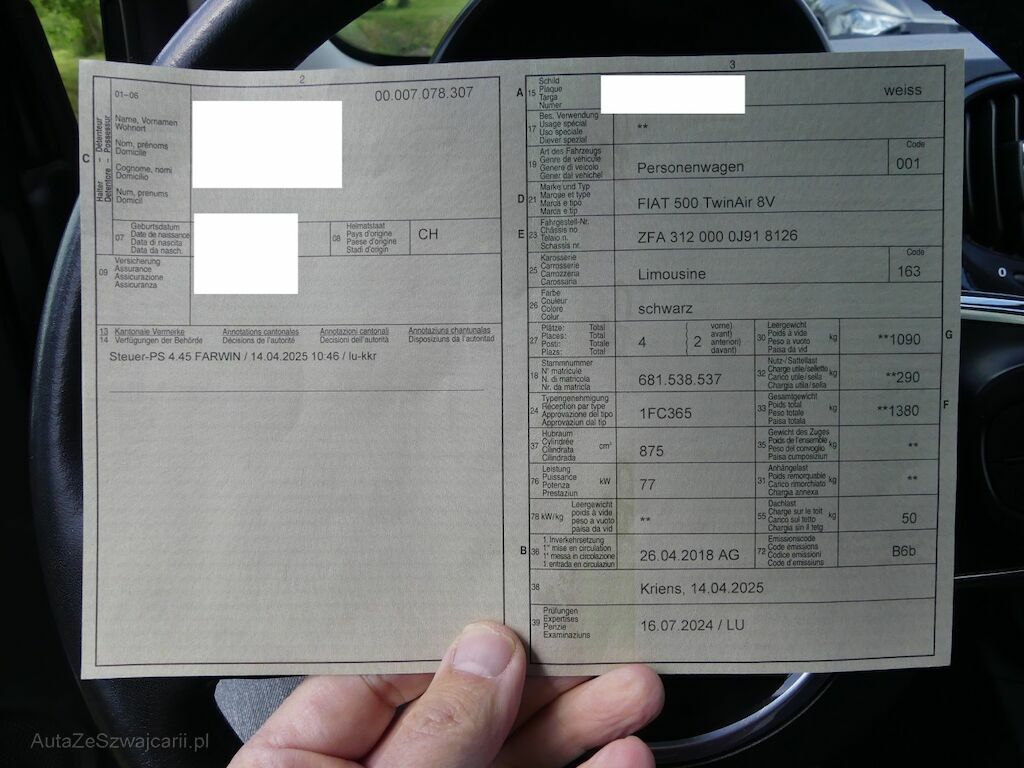 2
01–06
00.007.078.307
C
Halter – Détenteur
Detentore – Possessur
Name, Vornamen
Wohnort
Nom, prénoms
Domicile
Cognome, nomi
Domicilio
Num, prenums
Domicil
07
Geburtsdatum
Date de naissance
Data di nascita
Data da nasch.
08
Heimatstaat
Pays d'origine
Paese d'origine
Stadi d'origin
CH
09
Versicherung
Assurance
Assicurazione
Assicuranza
13
14
Kantonale Vermerke
Verfügungen der Behörde
Annotations cantonales
Décisions de l'autorité
Annotazioni cantonali
Decisioni dell'autorità
Annotaziuns chantunalas
Disposiziuns da l'autoritad
Steuer-PS 4.45 FARWIN / 14.04.2025 10:46 / lu-kkr
3
A 15
Schild
Plaque
Targa
Numer
weiss
17
Bes. Verwendung
Usage spécial
Uso speciale
Diever spezial
**
19
Art des Fahrzeugs
Genre de véhicule
Genere di veicolo
Gener dal vehichel
Personenwagen
Code
001
D 21
Marke und Typ
Marque et type
Marca e tipo
Marca e tip
FIAT 500 TwinAir 8V
E 23
Fahrgestell-Nr.
Châssis no
Telaio n.
Schassis nr.
ZFA 312 000 0J91 8126
25
Karosserie
Carrosserie
Carrozzeria
Carossaria
Limousine
Code
163
26
Farbe
Couleur
Colore
Colur
schwarz
27
Plätze: Total
Places: Total
Posti: Totale
Plazs: Total
4
( vorne)
( 2 avant)
anteriori)
( davant)
30
Leergewicht
Poids à vide
Peso a vuoto
Paisa da vid
kg
**1090
G
18
Stammnummer
N° matricule
N. di matricola
Nr. da matricla
681.538.537
32
Nutz-/Sattellast
Charge utile/sellette
Carico utile/sella
Chargia utile/sella
kg
**290
24
Typengenehmigung
Réception par type
Approvazione del tipo
Approvaziun dal tip
1FC365
33
Gesamtgewicht
Poids total
Peso totale
Paisa totala
kg
**1380
F
37
Hubraum
Cylindrée
Cilindrata
Cilindrada
cm³
875
35
Gewicht des Zuges
Poids de l'ensemble
Peso del convoglio
Paisa cumposiziun
kg
**
76
Leistung
Puissance
Potenza
Prestaziun
kW
77
31
Anhängelast
Poids remorquable
Carico rimorchiato
Chargia annexa
kg
**
78 kW/kg
Leergewicht
poids à vide
peso a vuoto
paisa da vid
**
55
Dachlast
Charge sur le toit
Carico sul tetto
Chargia sin il tetg
kg
50
B 36
1. Inverkehrsetzung
1re mise en circulation
1a messa in circolazione
1. entrada en circulaziun
26.04.2018 AG
72
Emissionscode
Code émissions
Codice emissioni
Code d'emissiuns
B6b
38
Kriens, 14.04.2025
39
Prüfungen
Expertises
Perizie
Examinaziuns
16.07.2024 / LU
AutaZeSzwajcarii.pl